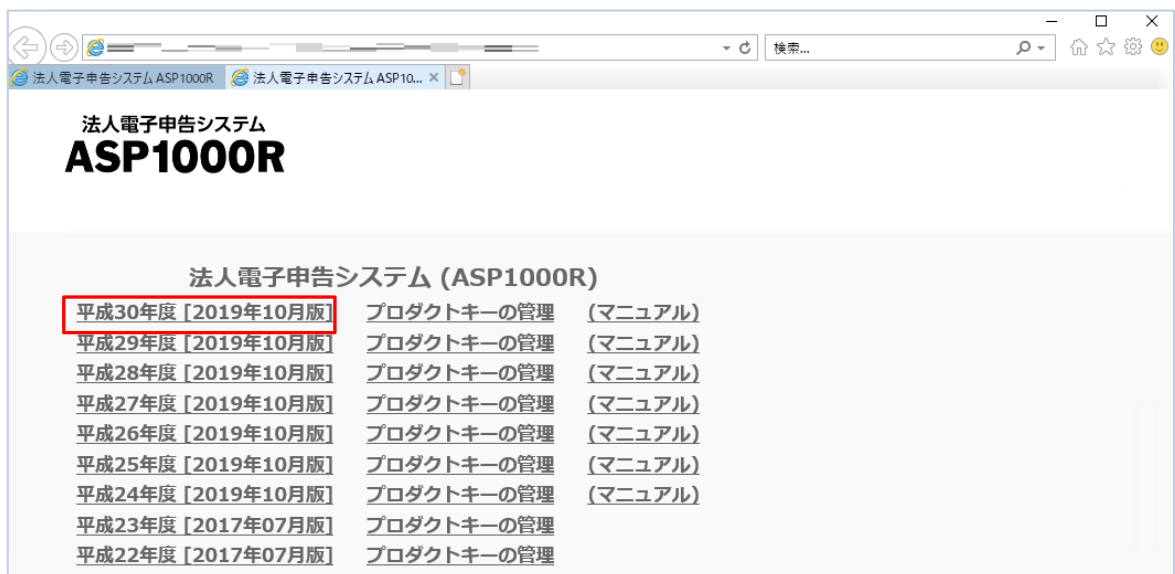 検索...
法人電子申告システム ASP1000R
法人電子申告システム ASP10...
法人電子申告システム
ASP1000R
法人電子申告システム (ASP1000R)
平成30年度 [2019年10月版] プロダクトキーの管理 (マニュアル)
平成29年度 [2019年10月版] プロダクトキーの管理 (マニュアル)
平成28年度 [2019年10月版] プロダクトキーの管理 (マニュアル)
平成27年度 [2019年10月版] プロダクトキーの管理 (マニュアル)
平成26年度 [2019年10月版] プロダクトキーの管理 (マニュアル)
平成25年度 [2019年10月版] プロダクトキーの管理 (マニュアル)
平成24年度 [2019年10月版] プロダクトキーの管理 (マニュアル)
平成23年度 [2017年07月版] プロダクトキーの管理
平成22年度 [2017年07月版] プロダクトキーの管理